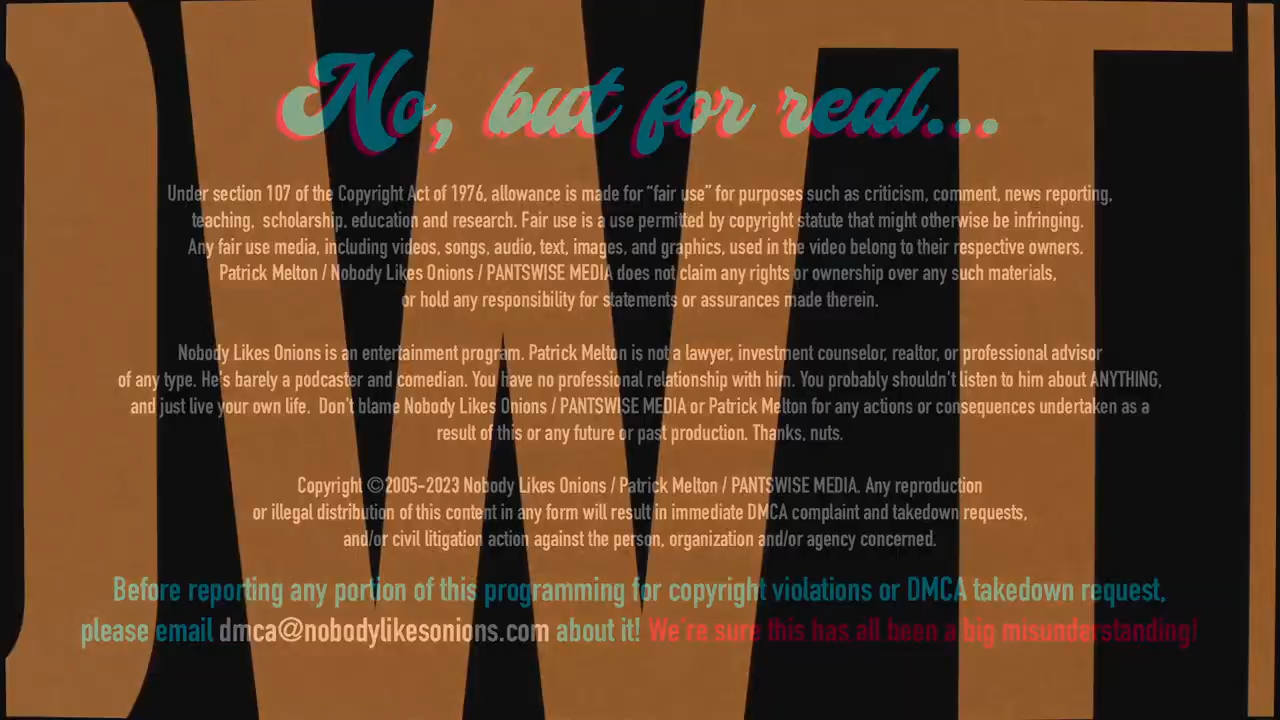 No, but for real...
Under section 107 of the Copyright Act of 1976, allowance is made for “fair use” for purposes such as criticism, comment, news reporting,
teaching, scholarship, education and research. Fair use is a use permitted by copyright statute that might otherwise be infringing.
Any fair use media, including videos, songs, audio, text, images, and graphics, used in the video belong to their respective owners.
Patrick Melton / Nobody Likes Onions / PANTSWISE MEDIA does not claim any rights or ownership over any such materials,
or hold any responsibility for statements or assurances made therein.
Nobody Likes Onions is an entertainment program. Patrick Melton is not a lawyer, investment counselor, realtor, or professional advisor
of any type. He's barely a podcaster and comedian. You have no professional relationship with him. You probably shouldn't listen to him about ANYTHING,
and just live your own life. Don't blame Nobody Likes Onions / PANTSWISE MEDIA or Patrick Melton for any actions or consequences undertaken as a
result of this or any future or past production. Thanks, nuts.
Copyright ©2005-2023 Nobody Likes Onions / Patrick Melton / PANTSWISE MEDIA. Any reproduction
or illegal distribution of this content in any form will result in immediate DMCA complaint and takedown requests,
and/or civil litigation action against the person, organization and/or agency concerned.
Before reporting any portion of this programming for copyright violations or DMCA takedown request,
please email dmca@nobodylikesonions.com about it! We're sure this has all been a big misunderstanding!